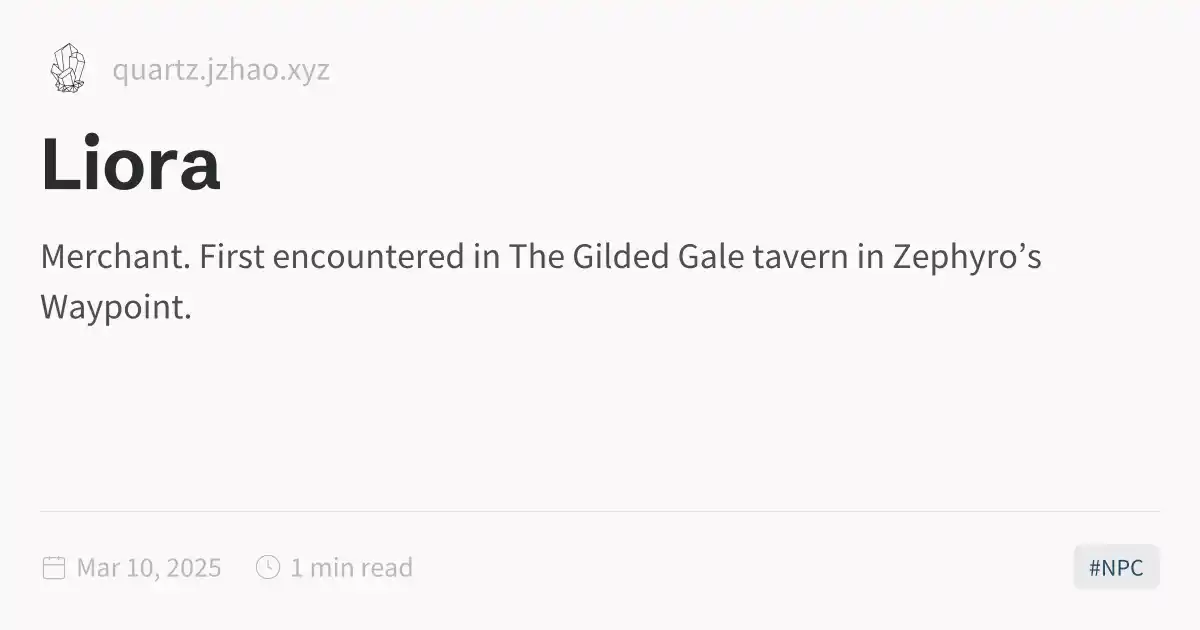 quartz.jzhao.xyz
Liora
Merchant. First encountered in The Gilded Gale tavern in Zephyro’s
Waypoint.
Mar 10, 2025 1 min read
#NPC